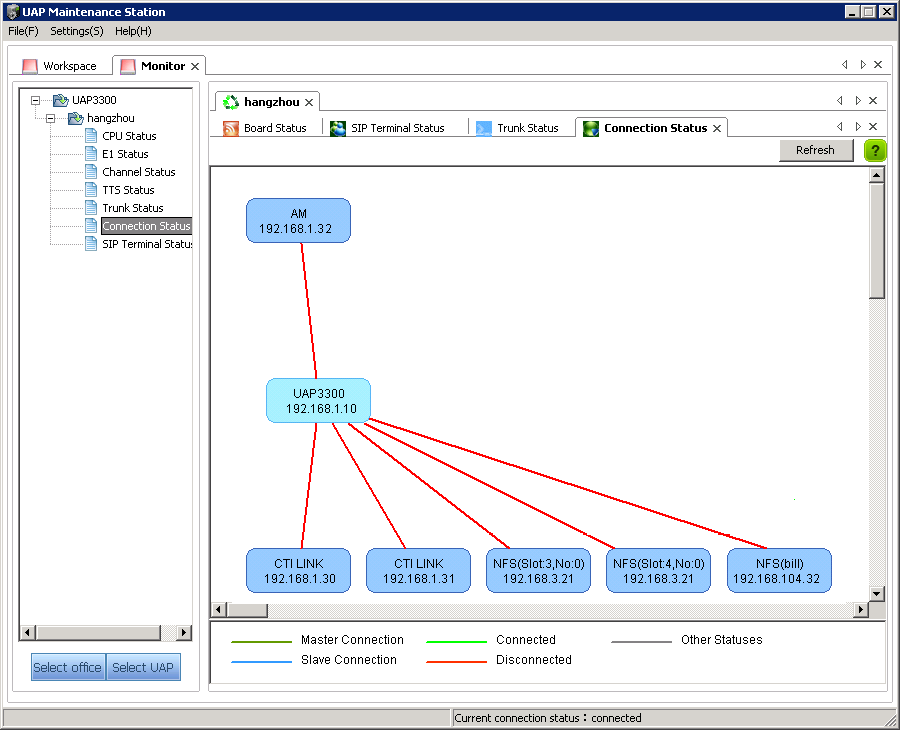 UAP Maintenance Station
File(F) Settings(S) Help(H)
Workspace Monitor
UAP3300
hangzhou
CPU Status
E1 Status
Channel Status
TTS Status
Trunk Status
Connection Status
SIP Terminal Status
Select office Select UAP
hangzhou
Board Status SIP Terminal Status Trunk Status Connection Status
Refresh ?
AM
192.168.1.32
UAP3300
192.168.1.10
CTI LINK
192.168.1.30
CTI LINK
192.168.1.31
NFS(Slot:3,No:0)
192.168.3.21
NFS(Slot:4,No:0)
192.168.3.21
NFS(bill)
192.168.104.32
Master Connection Connected Other Statuses
Slave Connection Disconnected
Current connection status : connected